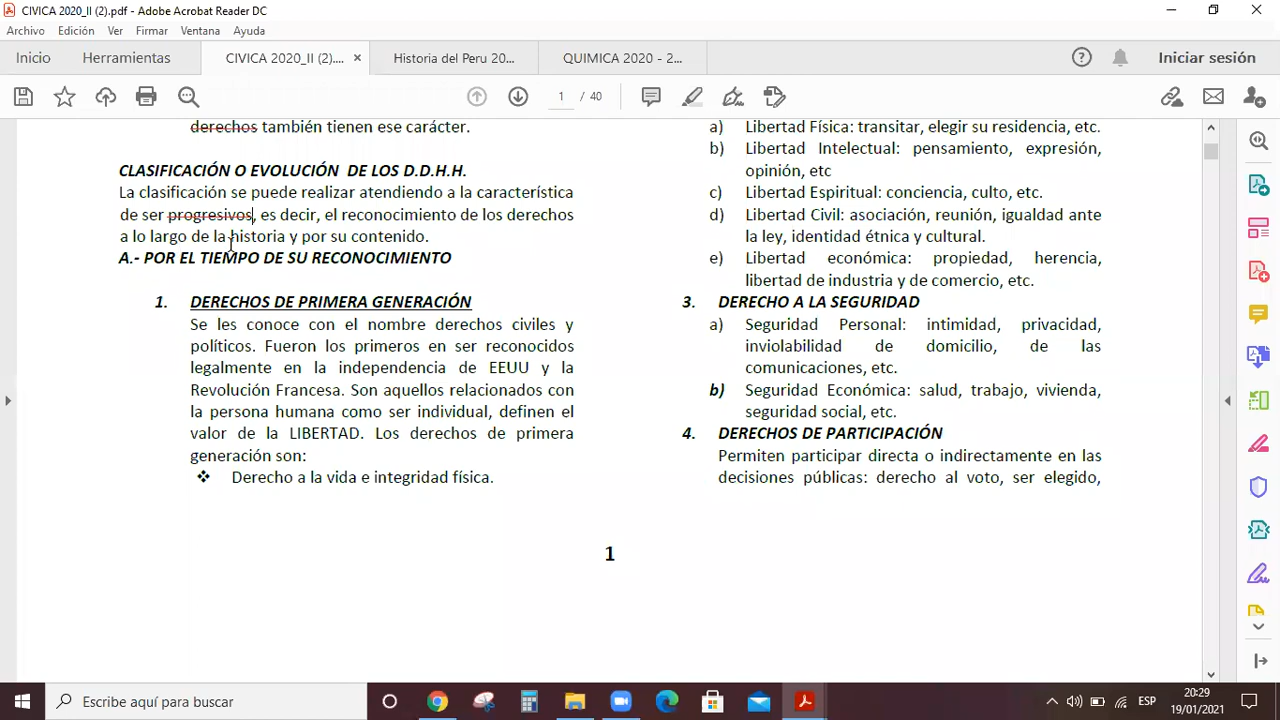 CIVICA 2020_II (2).pdf - Adobe Acrobat Reader DC
Archivo Edición Ver Firmar Ventana Ayuda
Inicio Herramientas CIVICA 2020_II (2).... × Historia del Peru 20... QUIMICA 2020 - 2... Iniciar sesión
1 / 40
derechos también tienen ese carácter.
CLASIFICACIÓN O EVOLUCIÓN DE LOS D.D.H.H.
La clasificación se puede realizar atendiendo a la característica
de ser progresivos, es decir, el reconocimiento de los derechos
a lo largo de la historia y por su contenido.
A.- POR EL TIEMPO DE SU RECONOCIMIENTO
1. DERECHOS DE PRIMERA GENERACIÓN
Se les conoce con el nombre derechos civiles y
políticos. Fueron los primeros en ser reconocidos
legalmente en la independencia de EEUU y la
Revolución Francesa. Son aquellos relacionados con
la persona humana como ser individual, definen el
valor de la LIBERTAD. Los derechos de primera
generación son:
❖ Derecho a la vida e integridad física.
a) Libertad Física: transitar, elegir su residencia, etc.
b) Libertad Intelectual: pensamiento, expresión,
opinión, etc
c) Libertad Espiritual: conciencia, culto, etc.
d) Libertad Civil: asociación, reunión, igualdad ante
la ley, identidad étnica y cultural.
e) Libertad económica: propiedad, herencia,
libertad de industria y de comercio, etc.
3. DERECHO A LA SEGURIDAD
a) Seguridad Personal: intimidad, privacidad,
inviolabilidad de domicilio, de las
comunicaciones, etc.
b) Seguridad Económica: salud, trabajo, vivienda,
seguridad social, etc.
4. DERECHOS DE PARTICIPACIÓN
Permiten participar directa o indirectamente en las
decisiones públicas: derecho al voto, ser elegido,
1
Escribe aquí para buscar
ESP
20:29
19/01/2021